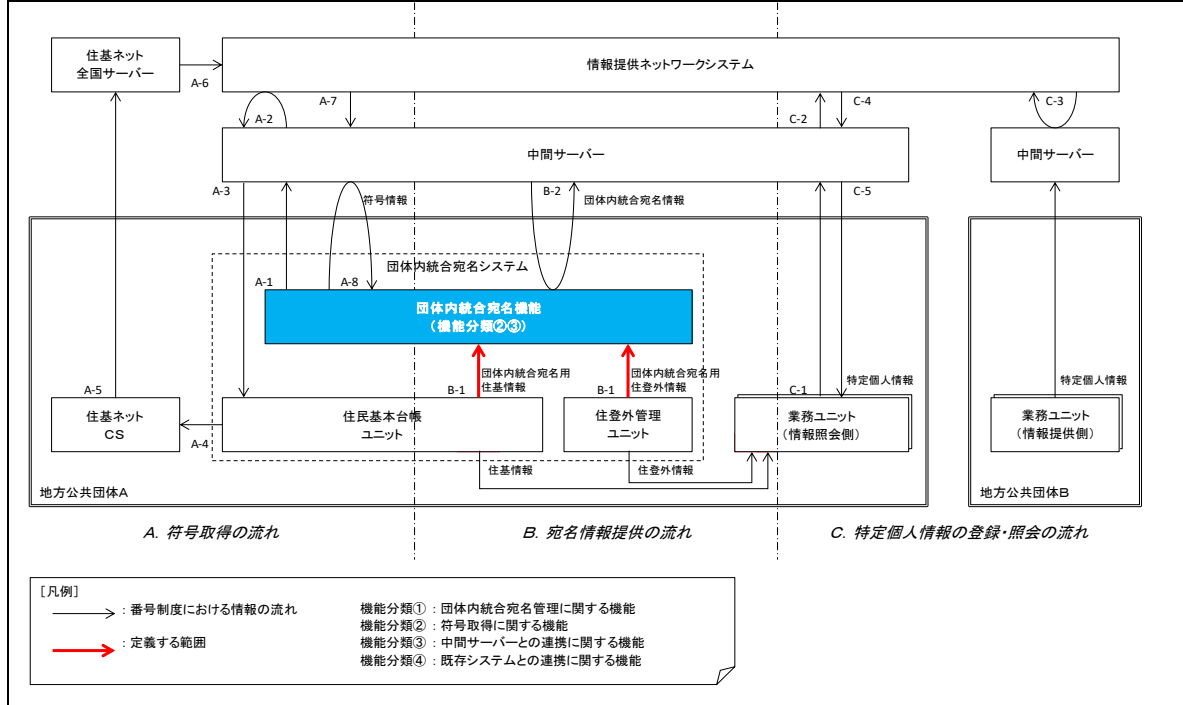 住基ネット
全国サーバー
A-6
情報提供ネットワークシステム
A-2
A-7
C-2
C-4
C-3
中間サーバー
中間サーバー
A-3
符号情報
B-2
団体内統合宛名情報
C-5
団体内統合宛名システム
A-1
A-8
団体内統合宛名機能
(機能分類②③)
団体内統合宛名用
住基情報
B-1
団体内統合宛名用
住登外情報
B-1
C-1
特定個人情報
特定個人情報
A-5
住基ネット
CS
A-4
住民基本台帳
ユニット
住登外管理
ユニット
業務ユニット
(情報照会側)
業務ユニット
(情報提供側)
住基情報
住登外情報
地方公共団体A
地方公共団体B
A. 符号取得の流れ
B. 宛名情報提供の流れ
C. 特定個人情報の登録・照会の流れ
[凡例]
:番号制度における情報の流れ
:定義する範囲
機能分類① :団体内統合宛名管理に関する機能
機能分類② :符号取得に関する機能
機能分類③ :中間サーバーとの連携に関する機能
機能分類④ :既存システムとの連携に関する機能